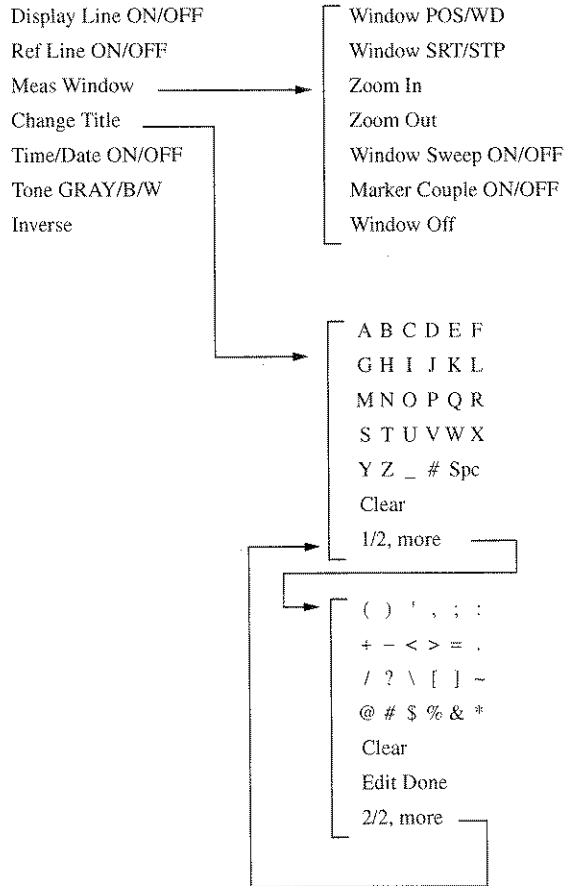 Display Line ON/OFF
Ref Line ON/OFF
Meas Window
Change Title
Time/Date ON/OFF
Tone GRAY/B/W
Inverse
Window POS/WD
Window SRT/STP
Zoom In
Zoom Out
Window Sweep ON/OFF
Marker Couple ON/OFF
Window Off
A B C D E F
G H I J K L
M N O P Q R
S T U V W X
Y Z _ # Spc
Clear
1/2, more
( ) ' , ; :
+ − < > = .
/ ? \ [ ] ~
@ # $ % & *
Clear
Edit Done
2/2, more